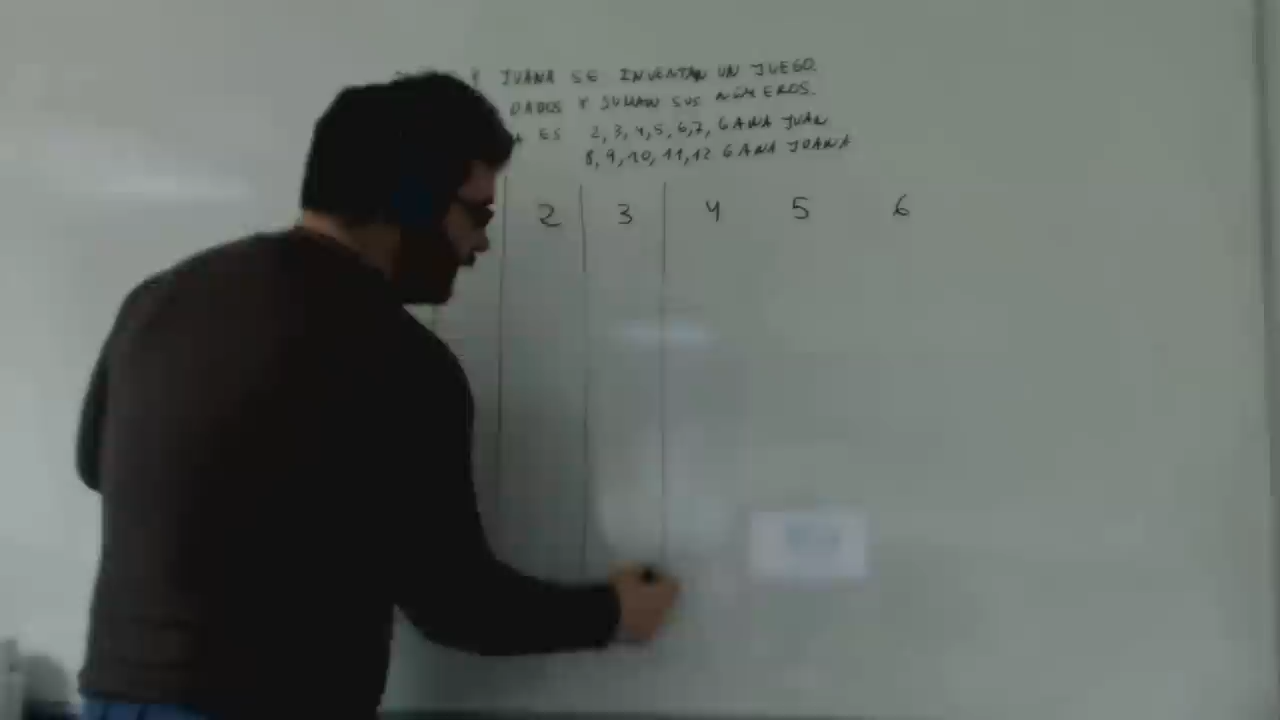 Y JUANA SE INVENTAN UN JUEGO.
DADOS Y SUMAN SUS NÚMEROS.
ES 2, 3, 4, 5, 6, 7, GANA JUAN
8, 9, 10, 11, 12 GANA JUANA
2 3 4 5 6